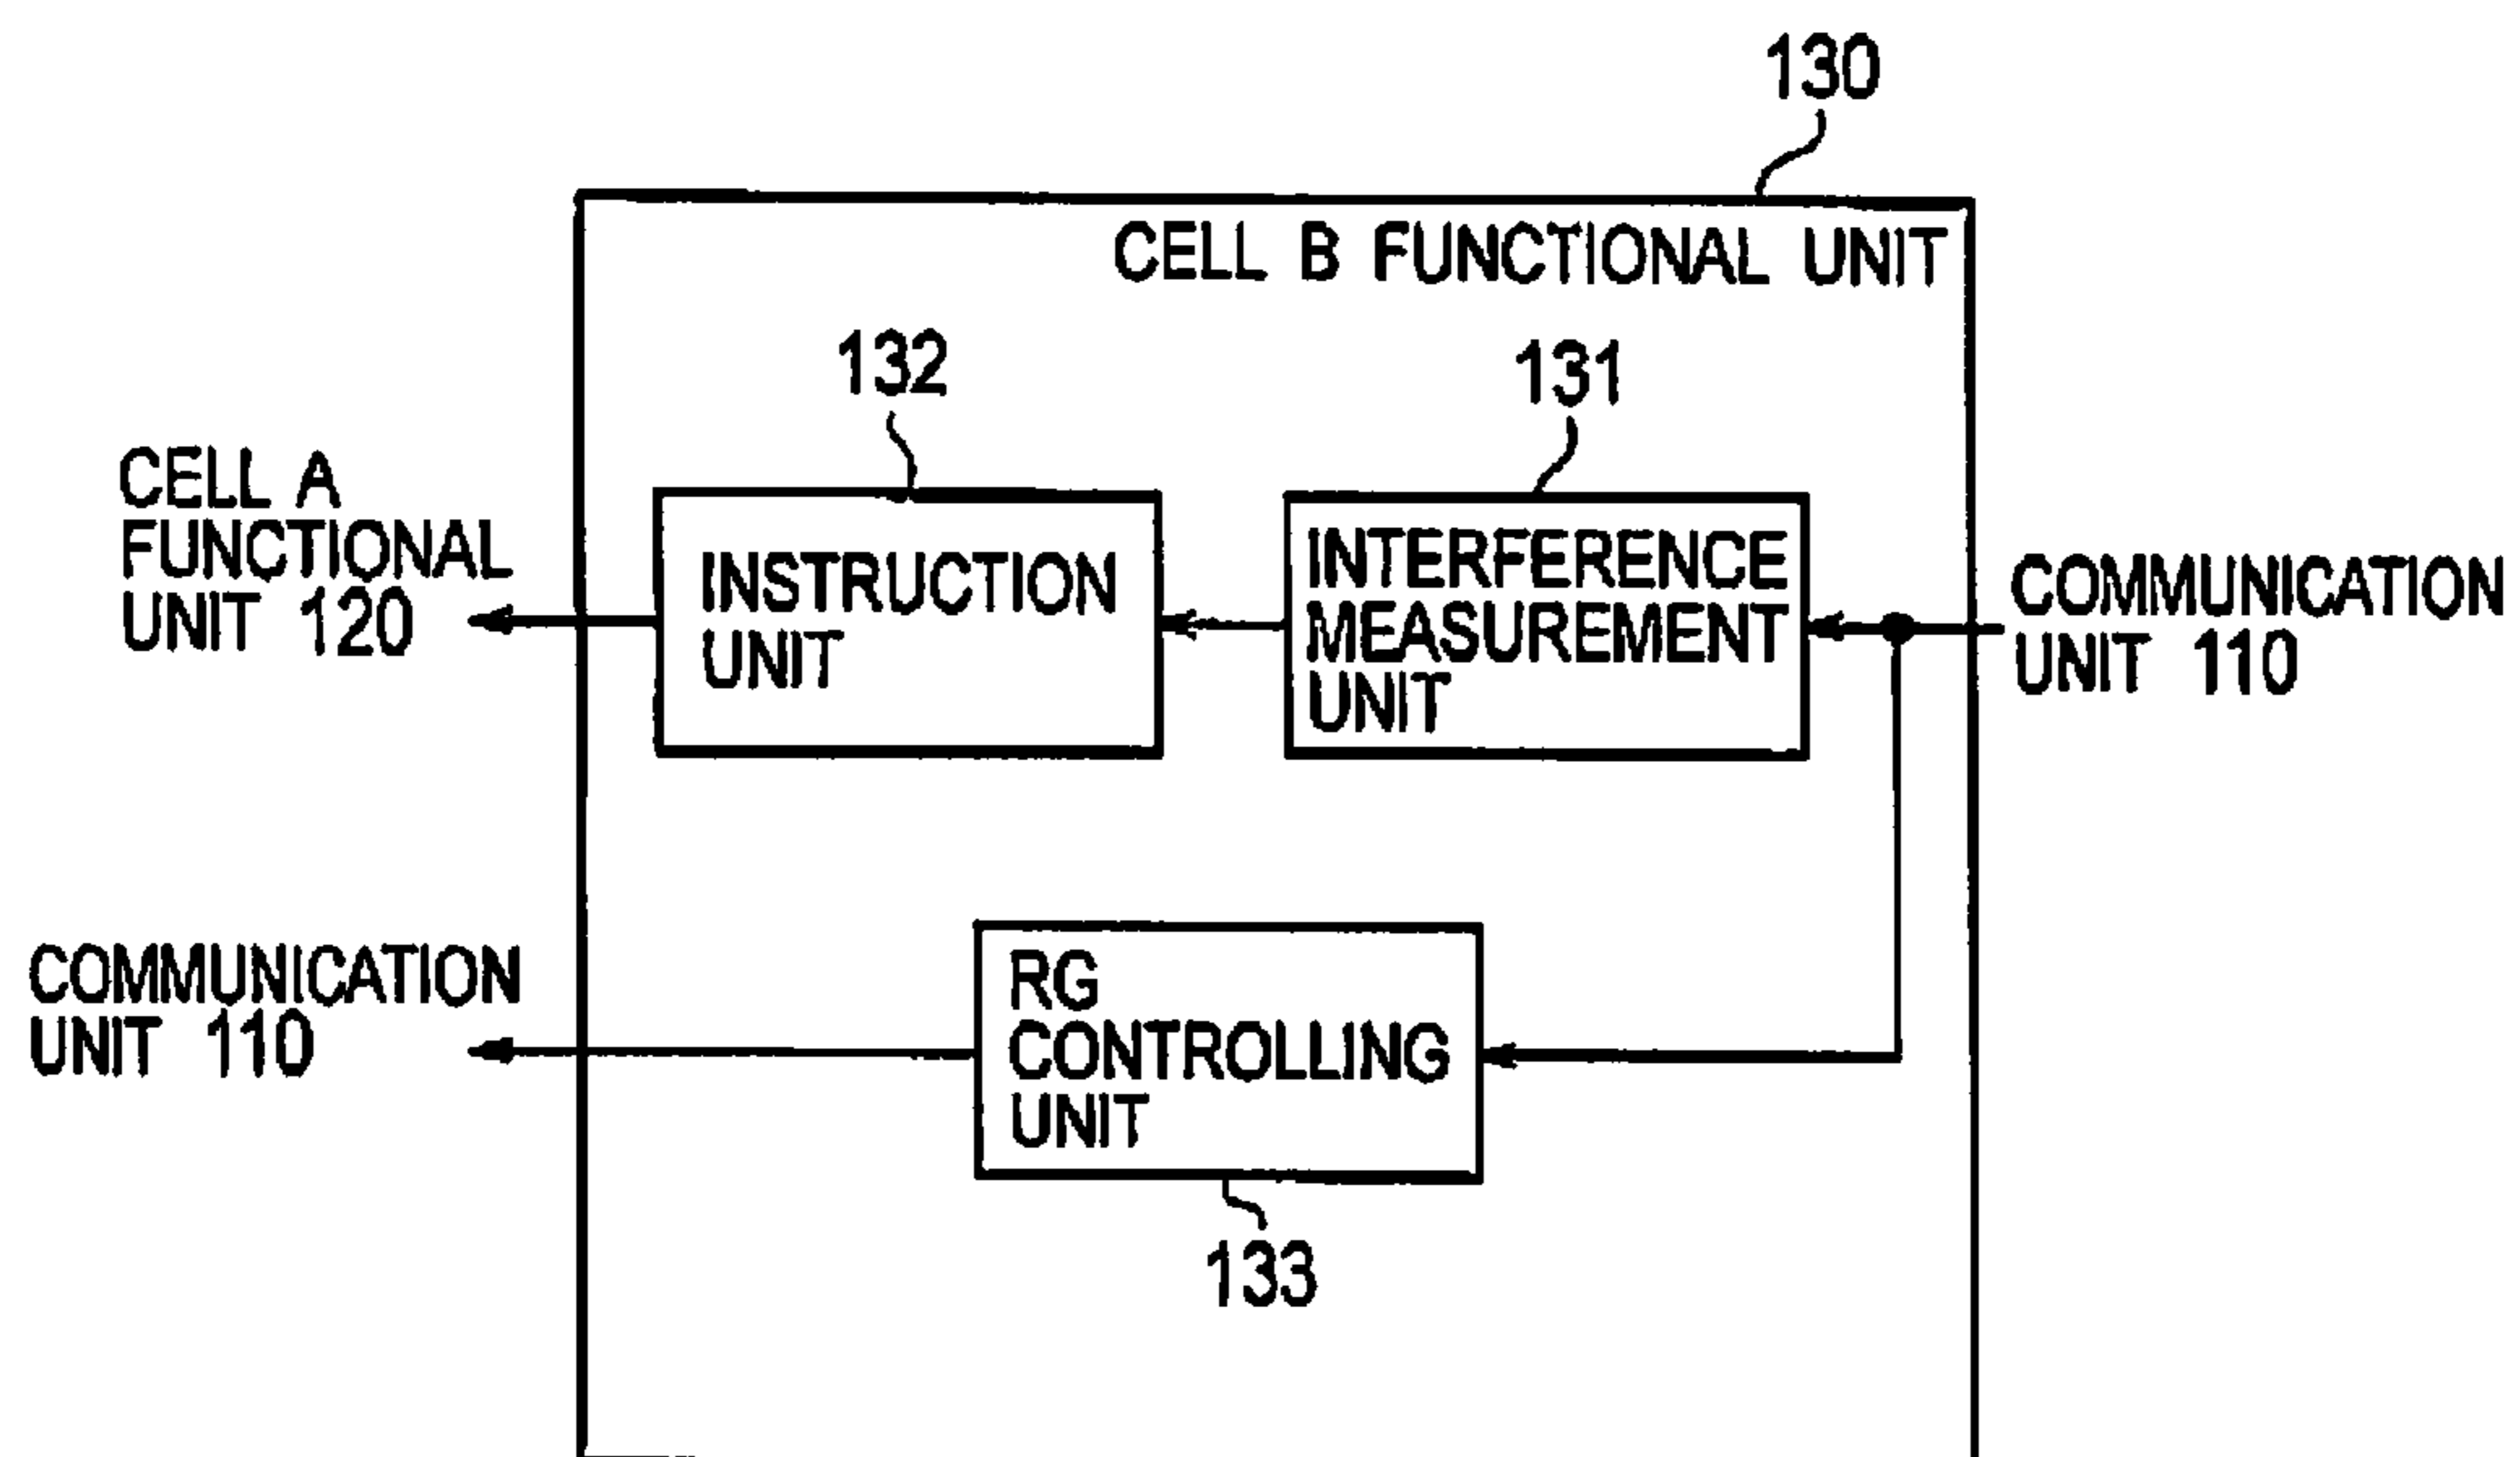 130
CELL B FUNCTIONAL UNIT
132
131
CELL A
FUNCTIONAL
UNIT 120
INSTRUCTION
UNIT
INTERFERENCE
MEASUREMENT
UNIT
COMMUNICATION
UNIT 110
COMMUNICATION
UNIT 110
RG
CONTROLLING
UNIT
133